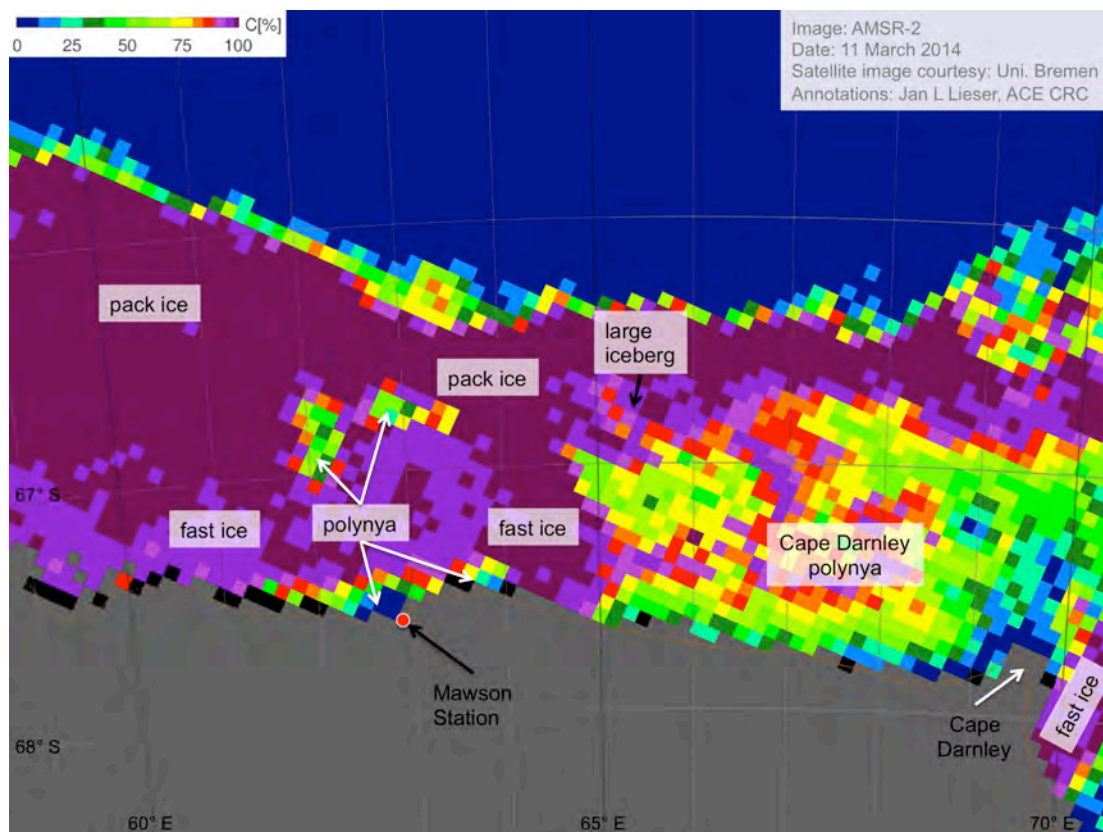 C[%]
0 25 50 75 100
Image: AMSR-2
Date: 11 March 2014
Satellite image courtesy: Uni. Bremen
Annotations: Jan L Lieser, ACE CRC
pack ice
large
iceberg
pack ice
67° S
fast ice
polynya
fast ice
Cape Darnley
polynya
Mawson
Station
fast ice
Cape
Darnley
68° S
60° E
65° E
70° E